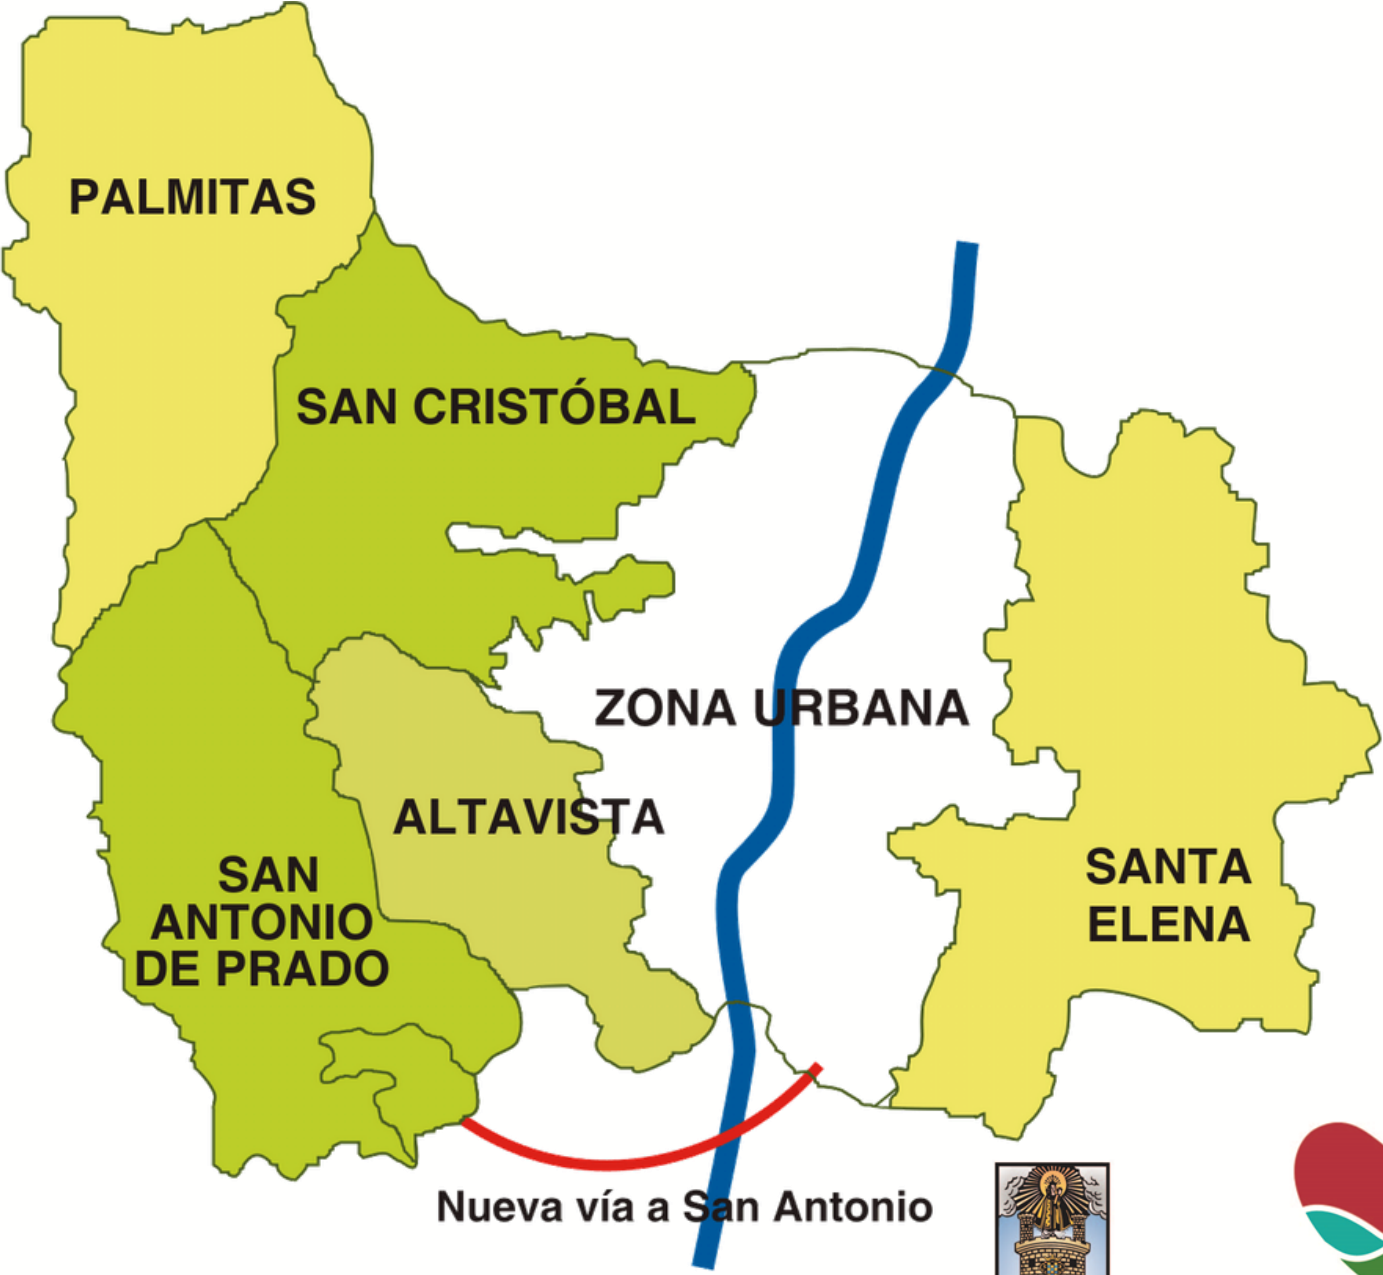 PALMITAS
SAN CRISTÓBAL
ZONA URBANA
ALTAVISTA
SAN
ANTONIO
DE PRADO
SANTA
ELENA
Nueva vía a San Antonio